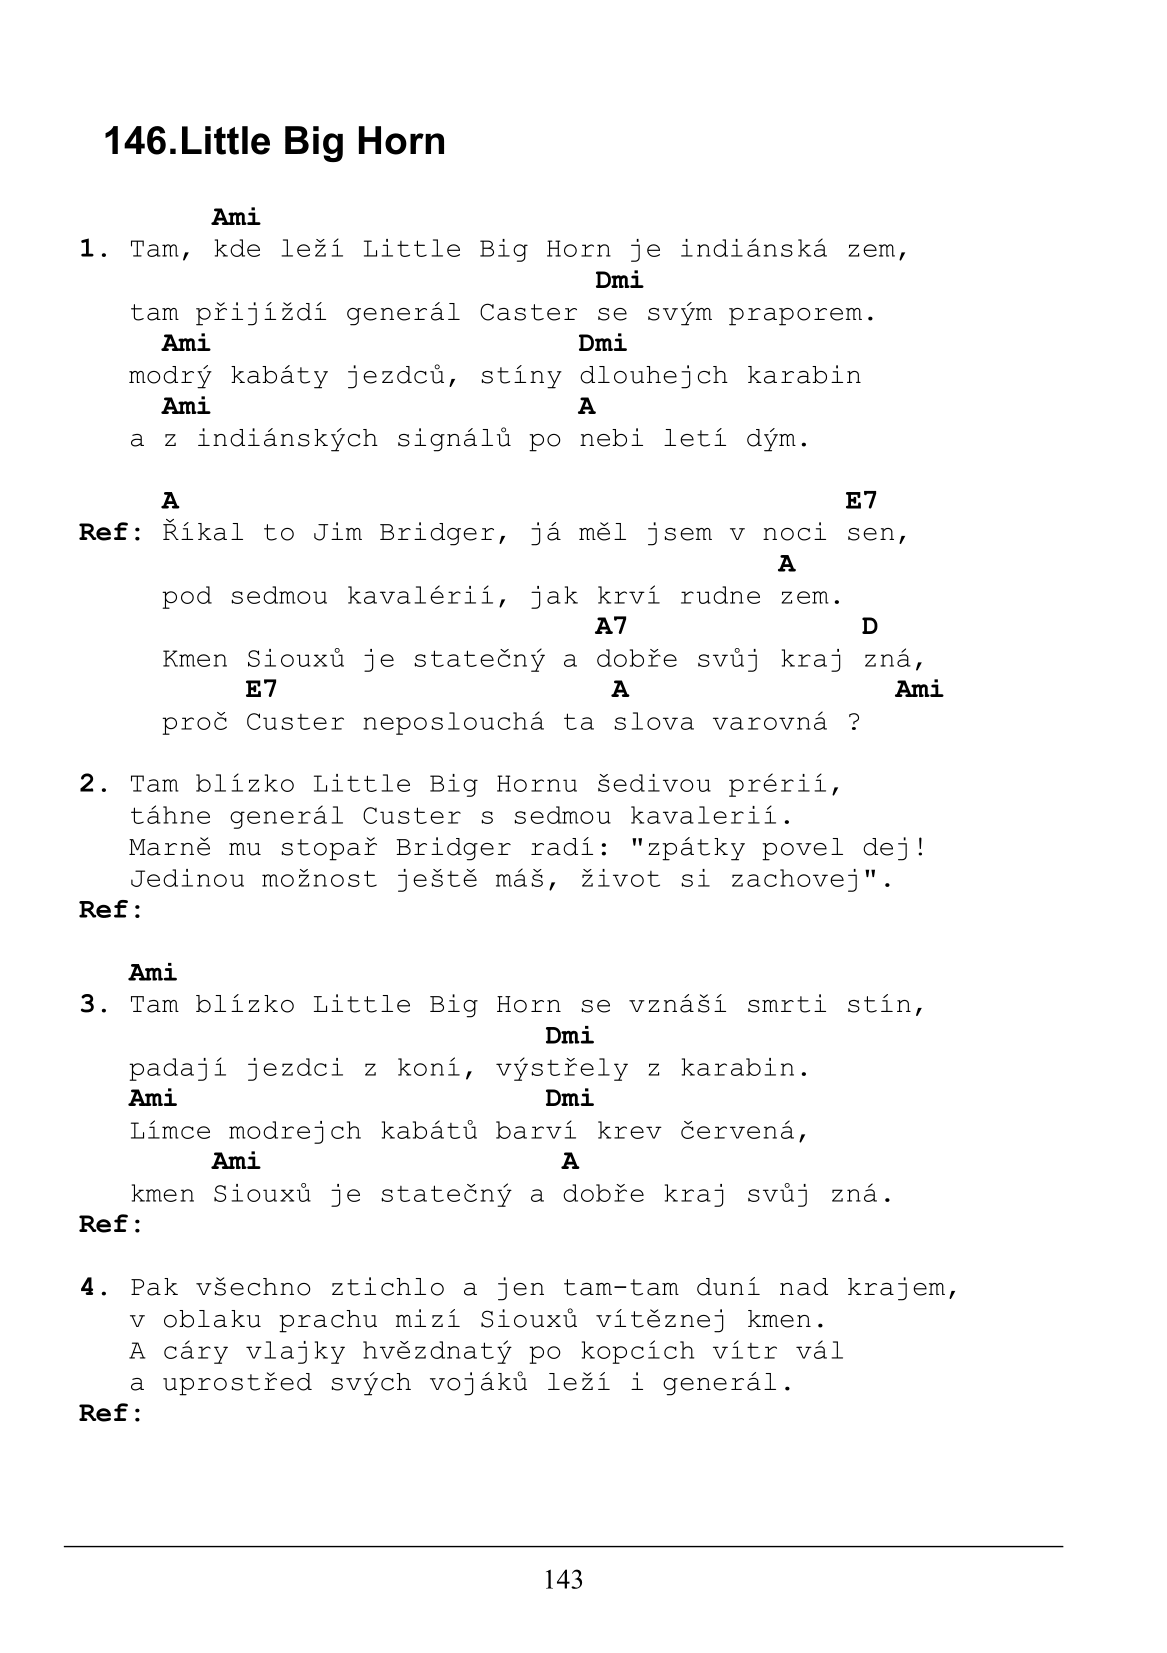 146.Little Big Horn
Ami
1. Tam, kde leží Little Big Horn je indiánská zem,
Dmi
tam přijíždí generál Caster se svým praporem.
Ami Dmi
modrý kabáty jezdců, stíny dlouhejch karabin
Ami A
a z indiánských signálů po nebi letí dým.
A E7
Ref: Říkal to Jim Bridger, já měl jsem v noci sen,
A
pod sedmou kavalérií, jak krví rudne zem.
A7 D
Kmen Siouxů je statečný a dobře svůj kraj zná,
E7 A Ami
proč Custer neposlouchá ta slova varovná ?
2. Tam blízko Little Big Hornu šedivou prérií,
táhne generál Custer s sedmou kavalerií.
Marně mu stopař Bridger radí: "zpátky povel dej!
Jedinou možnost ještě máš, život si zachovej".
Ref:
Ami
3. Tam blízko Little Big Horn se vznáší smrti stín,
Dmi
padají jezdci z koní, výstřely z karabin.
Ami Dmi
Límce modrejch kabátů barví krev červená,
Ami A
kmen Siouxů je statečný a dobře kraj svůj zná.
Ref:
4. Pak všechno ztichlo a jen tam-tam duní nad krajem,
v oblaku prachu mizí Siouxů vítěznej kmen.
A cáry vlajky hvězdnatý po kopcích vítr vál
a uprostřed svých vojáků leží i generál.
Ref:
143